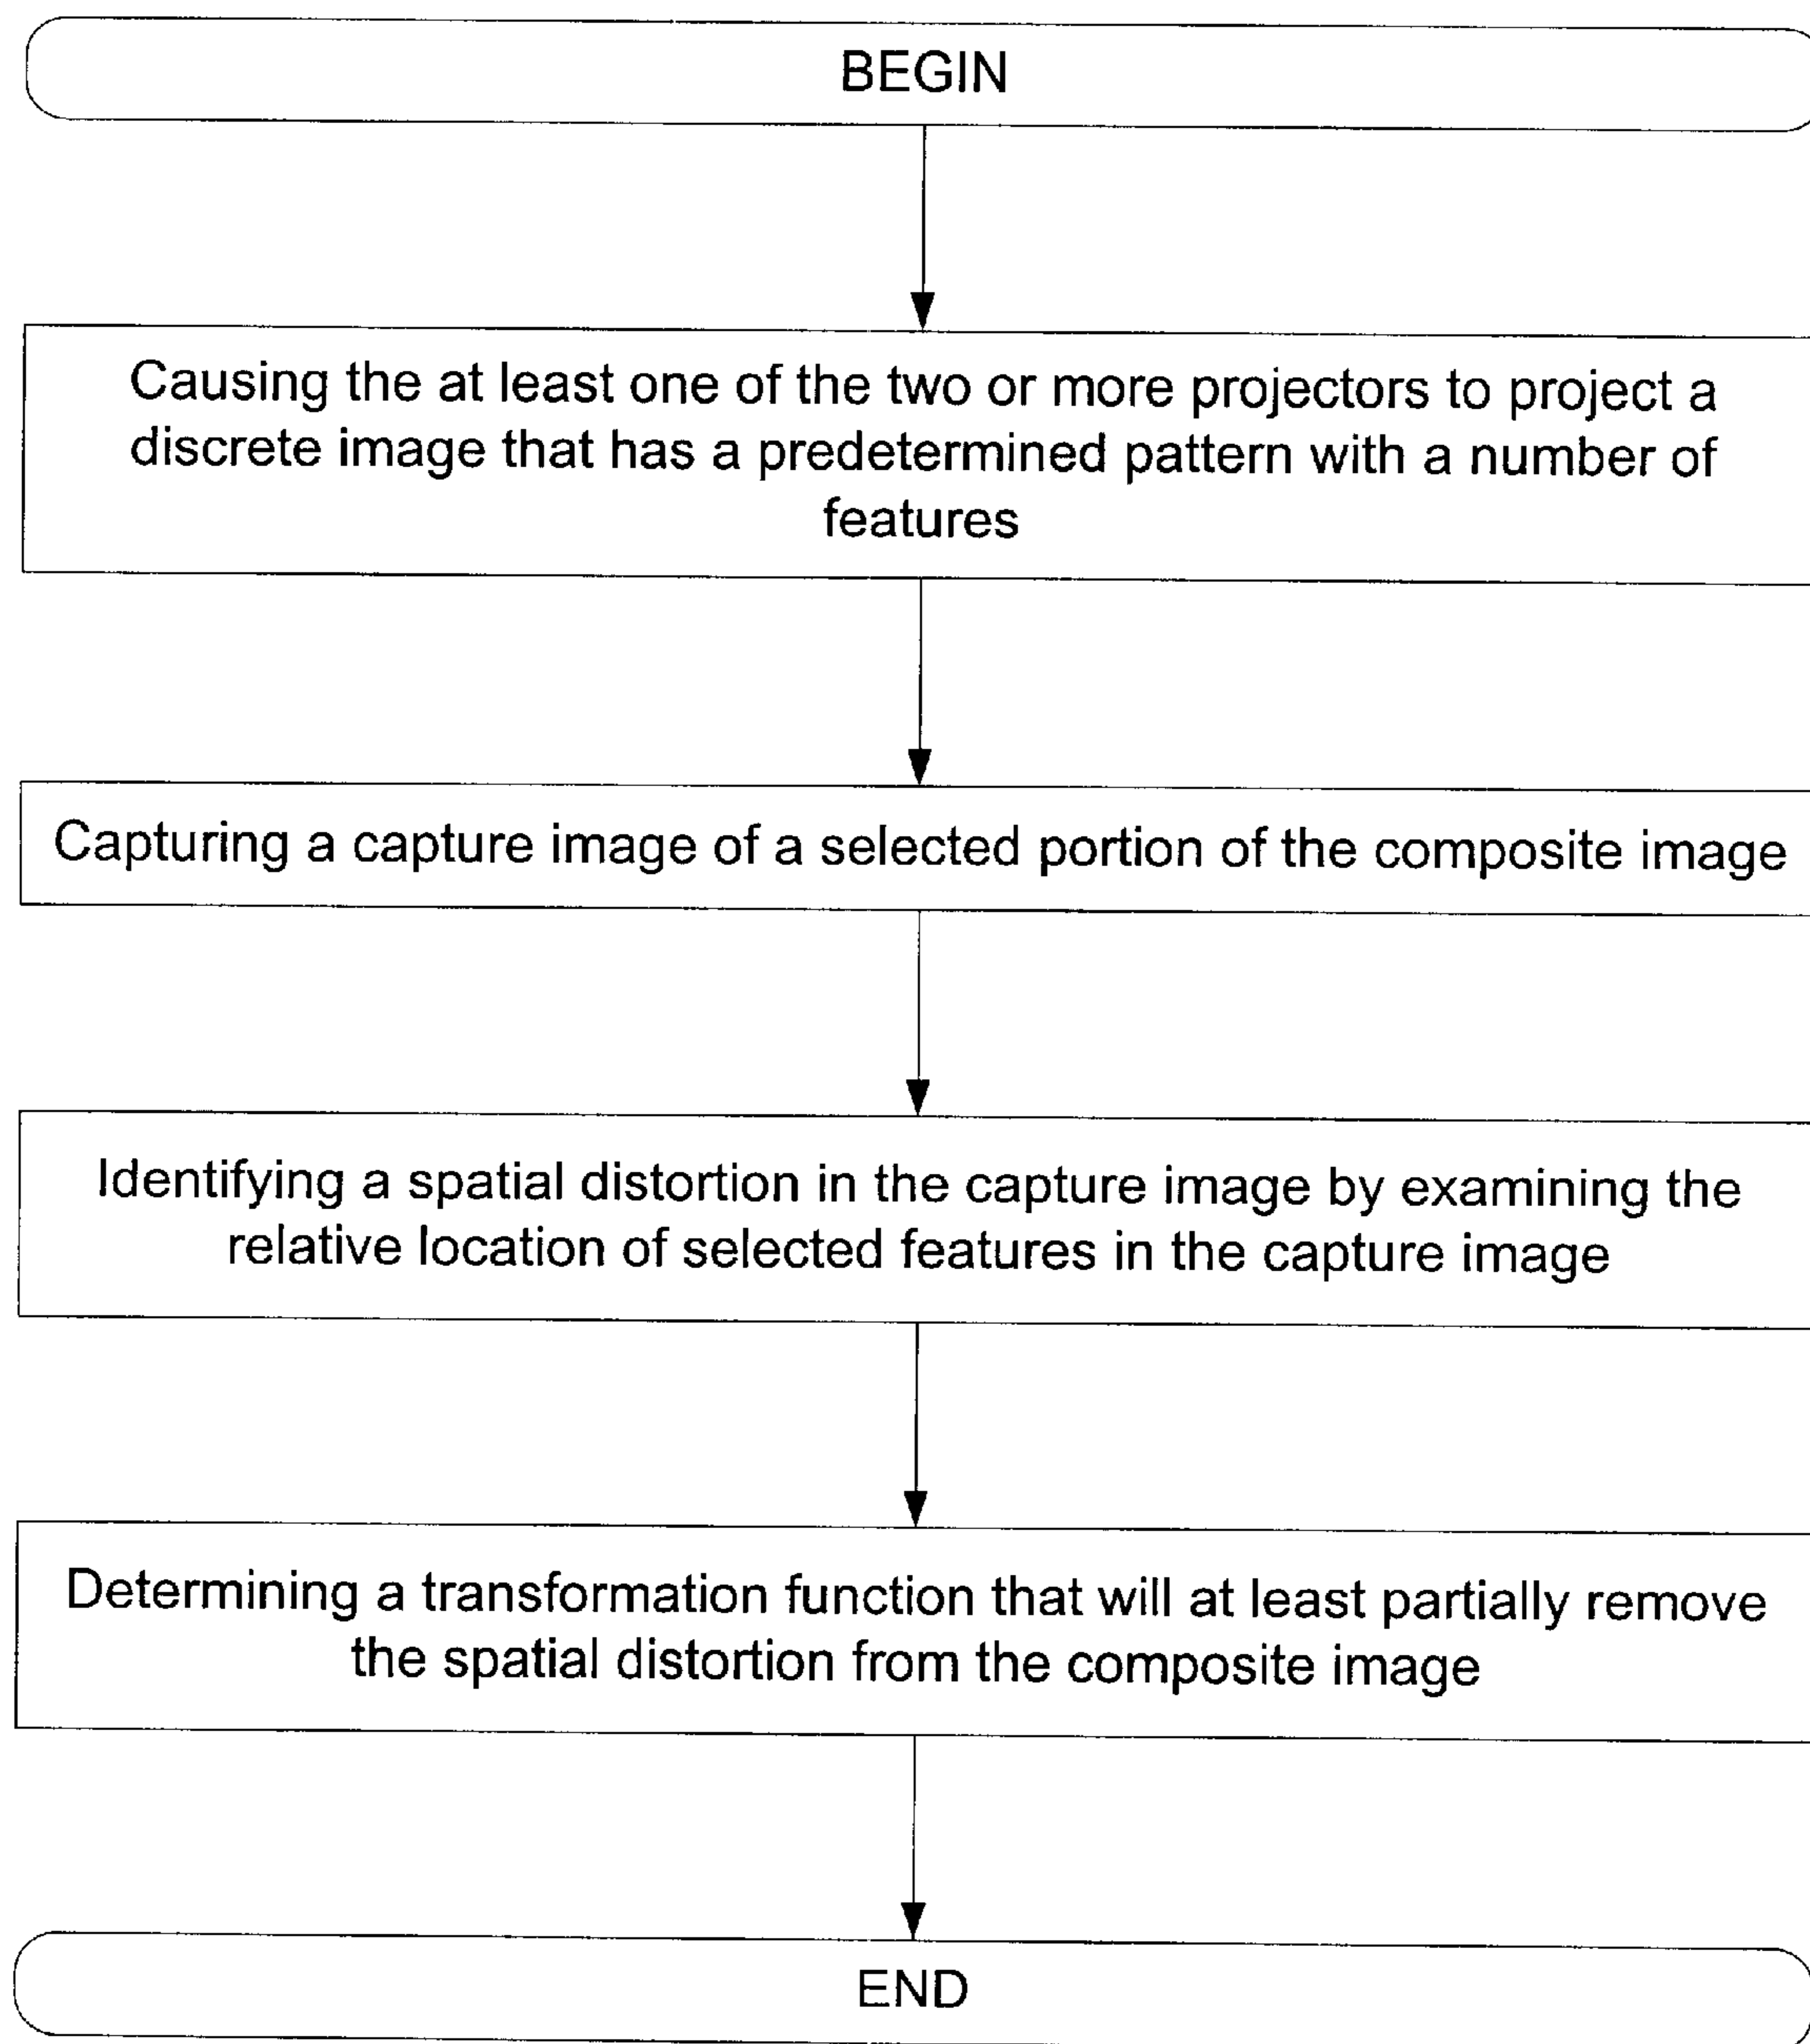 BEGIN
Causing the at least one of the two or more projectors to project a
discrete image that has a predetermined pattern with a number of
features
Capturing a capture image of a selected portion of the composite image
Identifying a spatial distortion in the capture image by examining the
relative location of selected features in the capture image
Determining a transformation function that will at least partially remove
the spatial distortion from the composite image
END